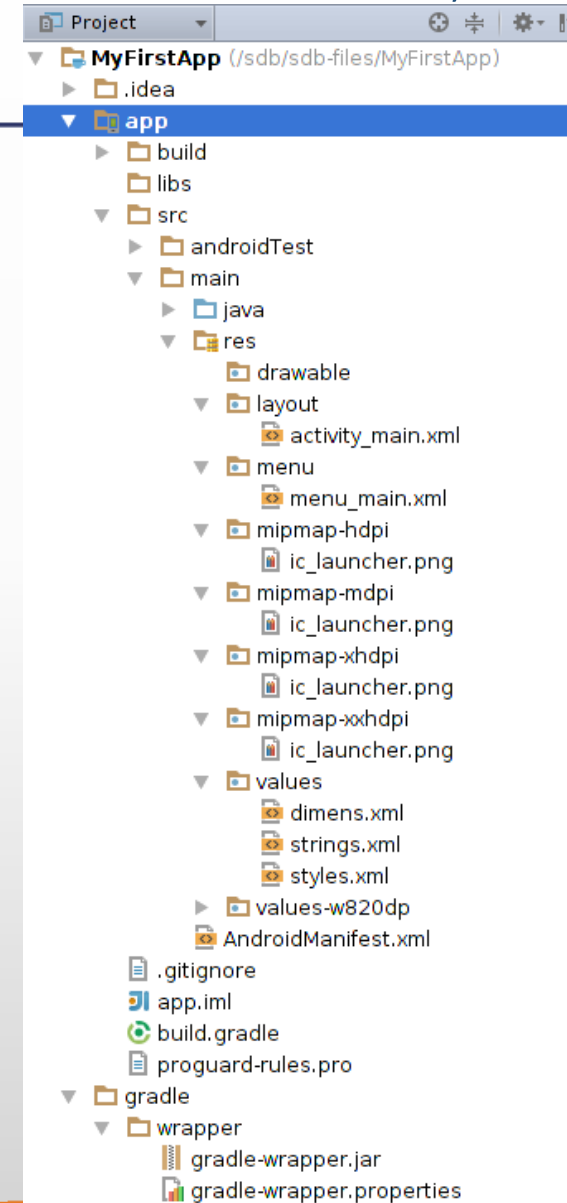 Project
MyFirstApp (/sdb/sdb-files/MyFirstApp)
.idea
app
build
libs
src
androidTest
main
java
res
drawable
layout
activity_main.xml
menu
menu_main.xml
mipmap-hdpi
ic_launcher.png
mipmap-mdpi
ic_launcher.png
mipmap-xhdpi
ic_launcher.png
mipmap-xxhdpi
ic_launcher.png
values
dimens.xml
strings.xml
styles.xml
values-w820dp
AndroidManifest.xml
.gitignore
app.iml
build.gradle
proguard-rules.pro
gradle
wrapper
gradle-wrapper.jar
gradle-wrapper.properties